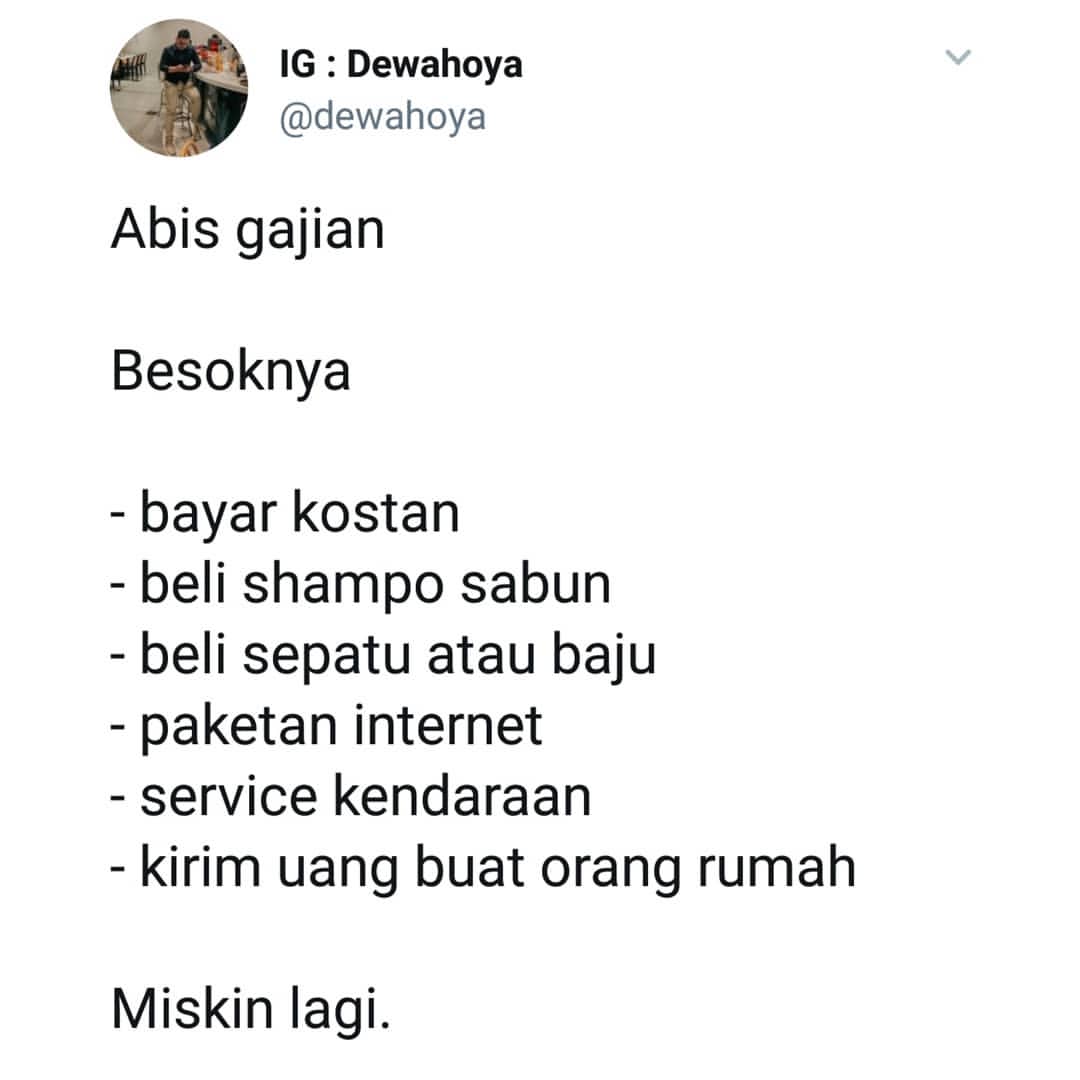 IG : Dewahoya
@dewahoya
Abis gajian
Besoknya
- bayar kostan
- beli shampo sabun
- beli sepatu atau baju
- paketan internet
- service kendaraan
- kirim uang buat orang rumah
Miskin lagi.